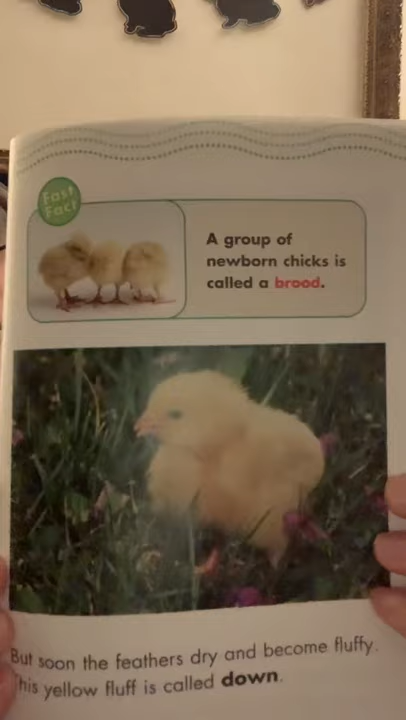 Fast
Fact
A group of
newborn chicks is
called a brood.
But soon the feathers dry and become fluffy.
This yellow fluff is called down.